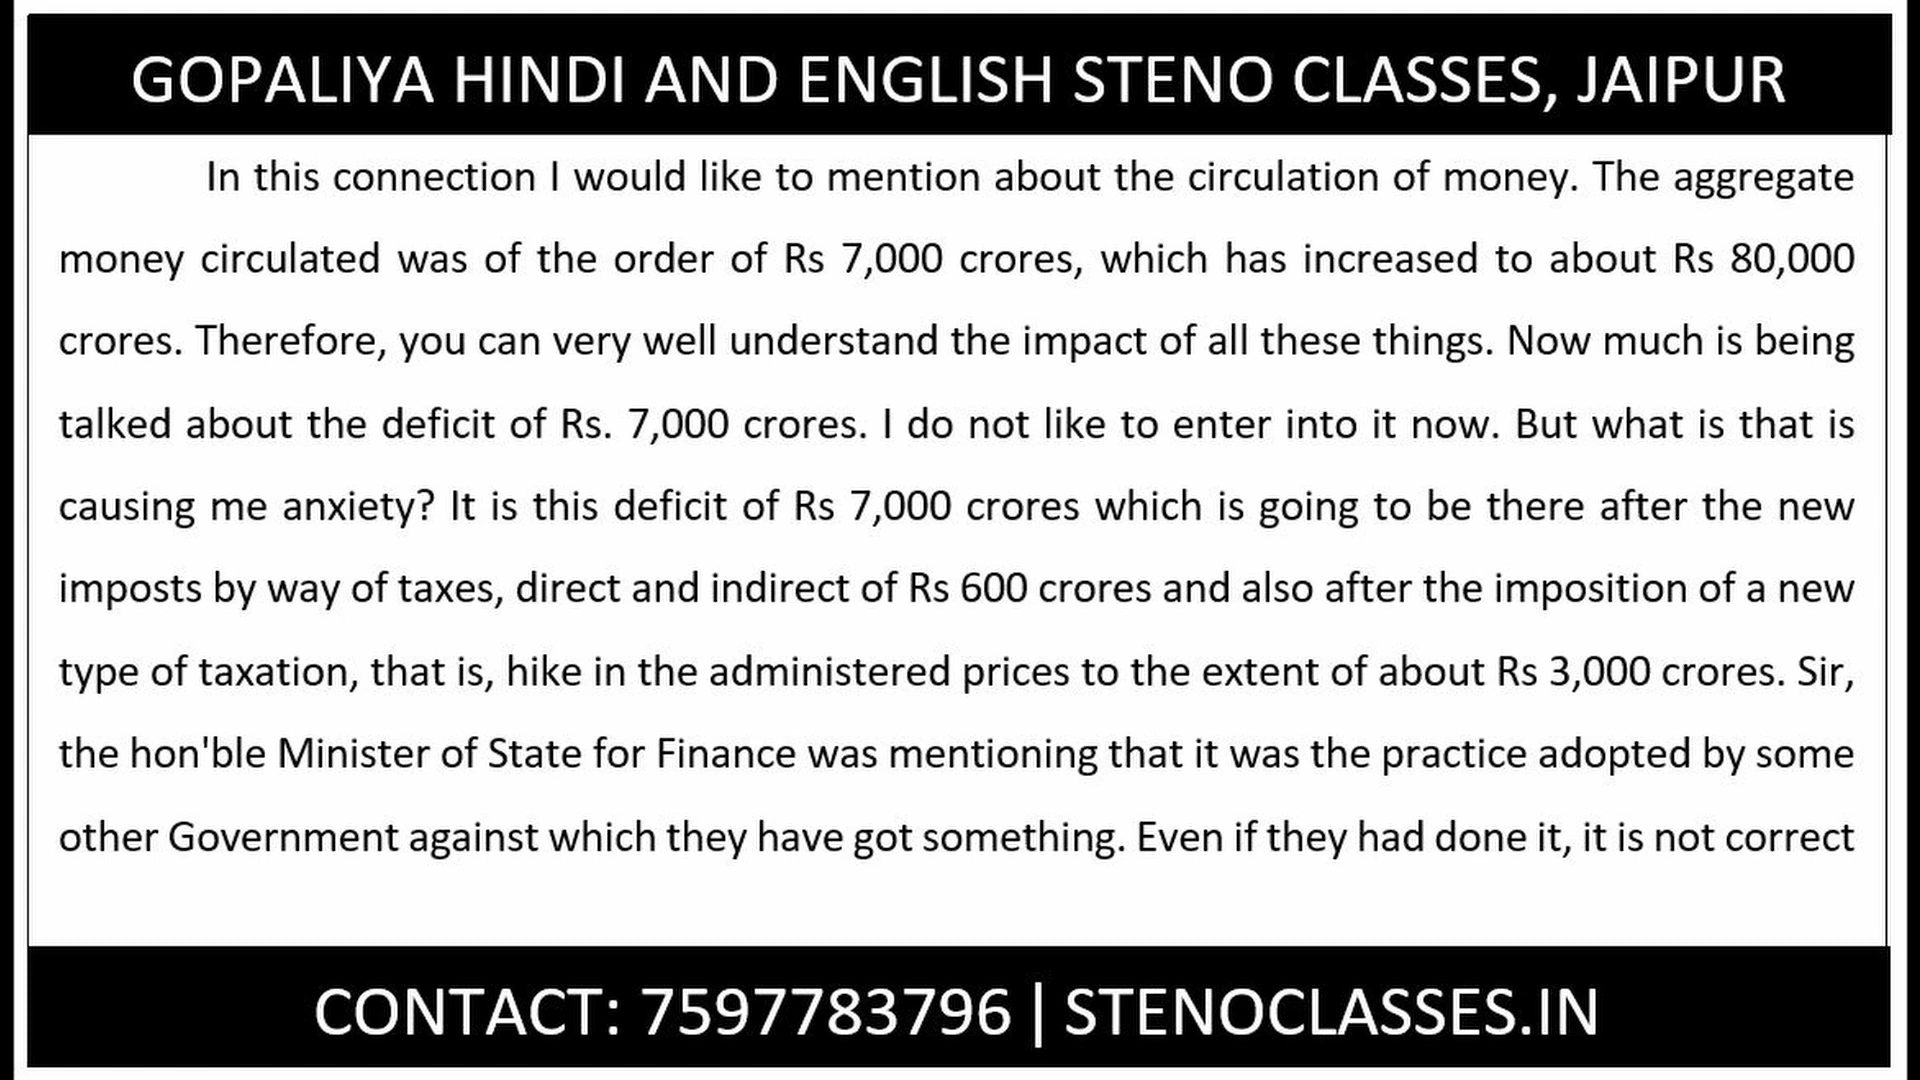 GOPALIYA HINDI AND ENGLISH STENO CLASSES, JAIPUR
In this connection I would like to mention about the circulation of money. The aggregate
money circulated was of the order of Rs 7,000 crores, which has increased to about Rs 80,000
crores. Therefore, you can very well understand the impact of all these things. Now much is being
talked about the deficit of Rs. 7,000 crores. I do not like to enter into it now. But what is that is
causing me anxiety? It is this deficit of Rs 7,000 crores which is going to be there after the new
imposts by way of taxes, direct and indirect of Rs 600 crores and also after the imposition of a new
type of taxation, that is, hike in the administered prices to the extent of about Rs 3,000 crores. Sir,
the hon'ble Minister of State for Finance was mentioning that it was the practice adopted by some
other Government against which they have got something. Even if they had done it, it is not correct
CONTACT: 7597783796 | STENOCLASSES.IN